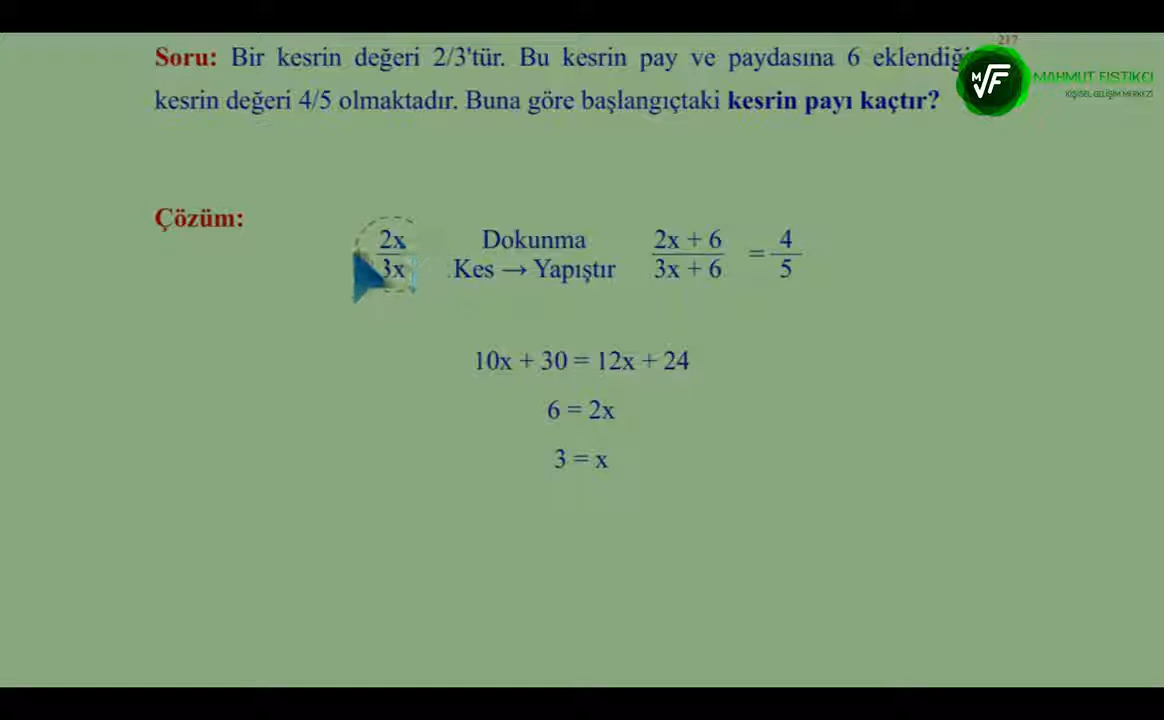 217
Soru: Bir kesrin değeri 2/3'tür. Bu kesrin pay ve paydasına 6
kesrin değeri 4/5 olmaktadır. Buna göre başlangıçtaki kesrin payı kaçtır?
MAHMUT FISTIKCI
KİŞİSEL GELİŞİM MERKEZİ
Çözüm:
2x Dokunma 2x + 6 4
3x Kes → Yapıştır 3x + 6 = 5
10x + 30 = 12x + 24
6 = 2x
3 = x